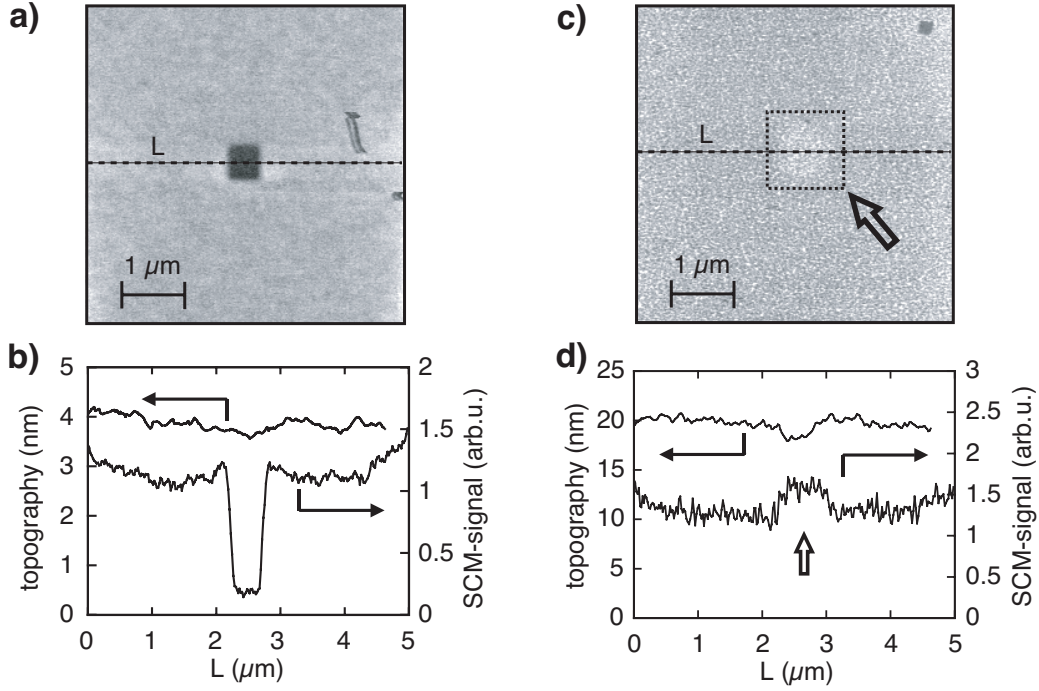 a)
L
1 µm
c)
L
1 µm
b)
5
4
3
2
1
0
topography (nm)
2
1.5
1
0.5
0
SCM-signal (arb.u.)
0 1 2 3 4 5
L (µm)
d)
25
20
15
10
5
0
topography (nm)
3
2.5
2
1.5
1
0.5
0
SCM-signal (arb.u.)
0 1 2 3 4 5
L (µm)